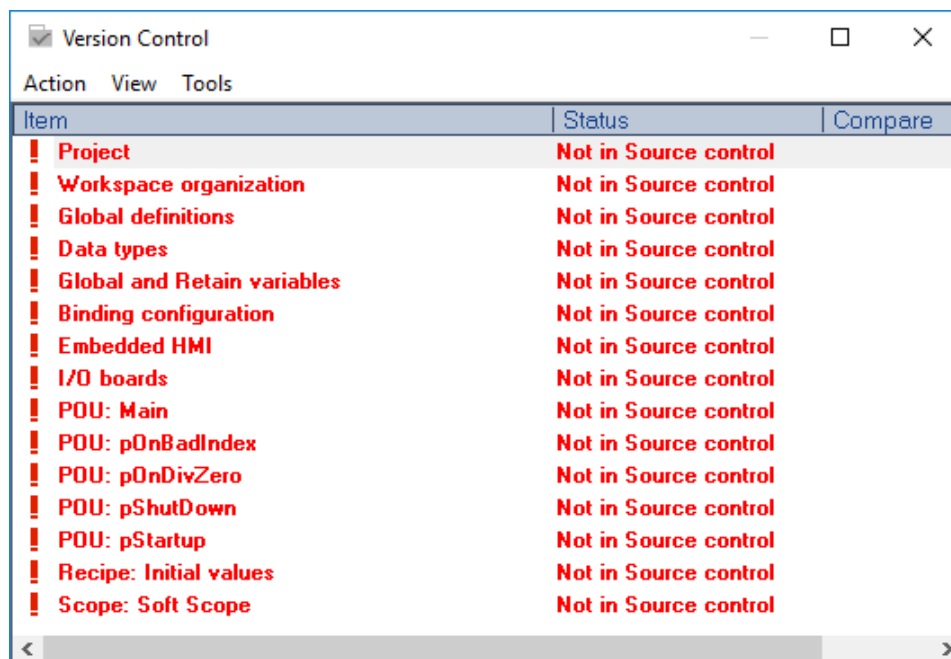 Version Control
Action View Tools
Item Status Compare
Project Not in Source control
Workspace organization Not in Source control
Global definitions Not in Source control
Data types Not in Source control
Global and Retain variables Not in Source control
Binding configuration Not in Source control
Embedded HMI Not in Source control
I/O boards Not in Source control
POU: Main Not in Source control
POU: pOnBadIndex Not in Source control
POU: pOnDivZero Not in Source control
POU: pShutDown Not in Source control
POU: pStartup Not in Source control
Recipe: Initial values Not in Source control
Scope: Soft Scope Not in Source control